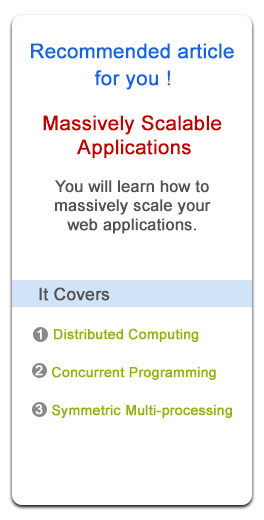 Recommended article
for you !
Massively Scalable
Applications
You will learn how to
massively scale your
web applications.
It Covers
1 Distributed Computing
2 Concurrent Programming
3 Symmetric Multi-processing